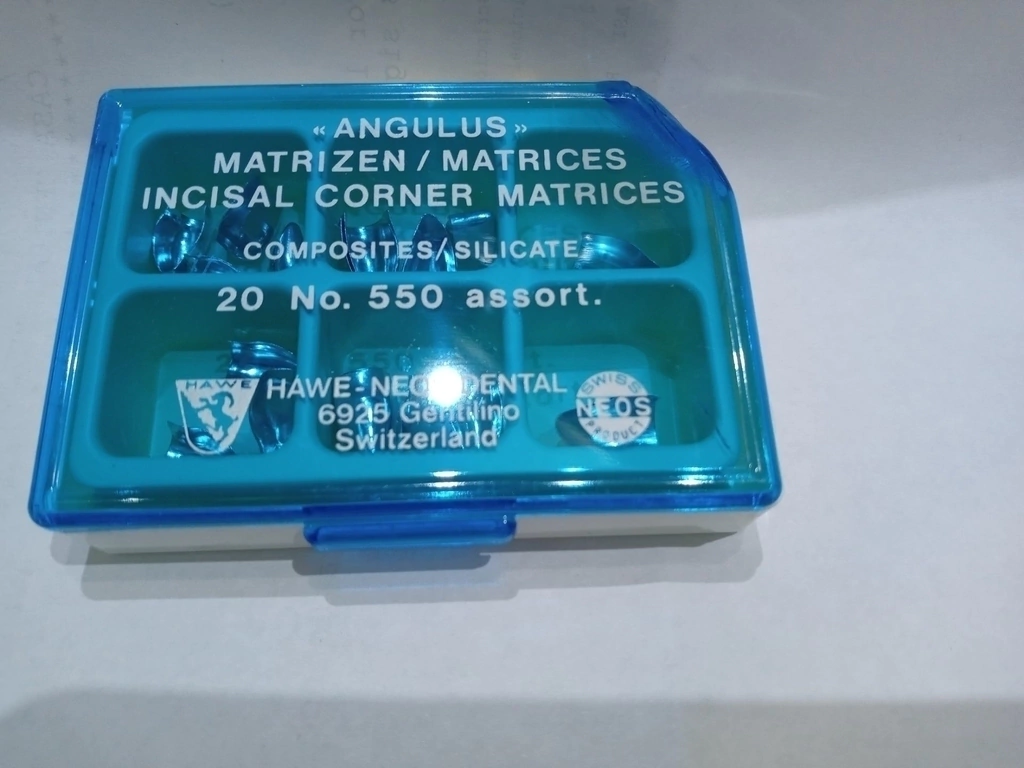 « ANGULUS »
MATRIZEN / MATRICES
INCISAL CORNER MATRICES
COMPOSITES/SILICATE
20 No. 550 assort.
HAWE
HAWE-NEOS DENTAL
6925 Gentilino
Switzerland
SWISS
NEOS
PRODUCT